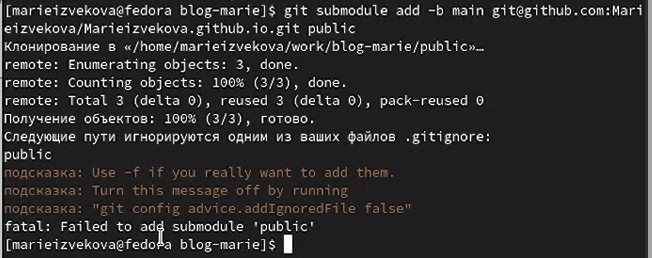 [marieizvekova@fedora blog-marie]$ git submodule add -b main git@github.com:Mari
eizvekova/Marieizvekova.github.io.git public
Клонирование в «/home/marieizvekova/work/blog-marie/public»…
remote: Enumerating objects: 3, done.
remote: Counting objects: 100% (3/3), done.
remote: Total 3 (delta 0), reused 3 (delta 0), pack-reused 0
Получение объектов: 100% (3/3), готово.
Следующие пути игнорируются одним из ваших файлов .gitignore:
public
подсказка: Use -f if you really want to add them.
подсказка: Turn this message off by running
подсказка: "git config advice.addIgnoredFile false"
fatal: Failed to add submodule 'public'
[marieizvekova@fedora blog-marie]$